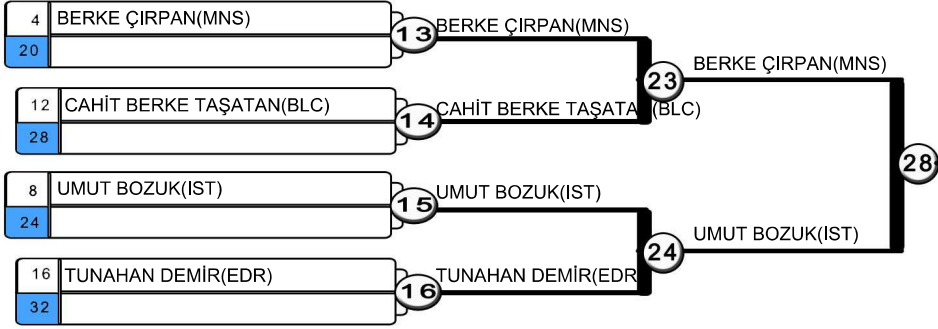 4 BERKE ÇIRPAN(MNS)
20
13 BERKE ÇIRPAN(MNS)
12 CAHİT BERKE TAŞATAN(BLC)
28
14 CAHİT BERKE TAŞATAN(BLC)
23 BERKE ÇIRPAN(MNS)
8 UMUT BOZUK(IST)
24
15 UMUT BOZUK(IST)
16 TUNAHAN DEMİR(EDR)
32
16 TUNAHAN DEMİR(EDR
24 UMUT BOZUK(IST)
28